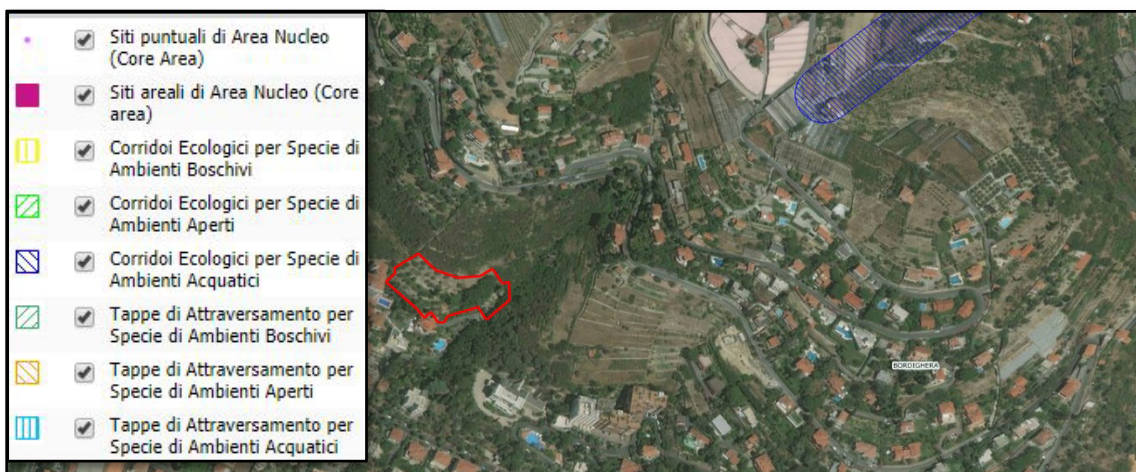 Siti puntuali di Area Nucleo
(Core Area)
Siti areali di Area Nucleo (Core
area)
Corridoi Ecologici per Specie di
Ambienti Boschivi
Corridoi Ecologici per Specie di
Ambienti Aperti
Corridoi Ecologici per Specie di
Ambienti Acquatici
Tappe di Attraversamento per
Specie di Ambienti Boschivi
Tappe di Attraversamento per
Specie di Ambienti Aperti
Tappe di Attraversamento per
Specie di Ambienti Acquatici
BORDIGHERA